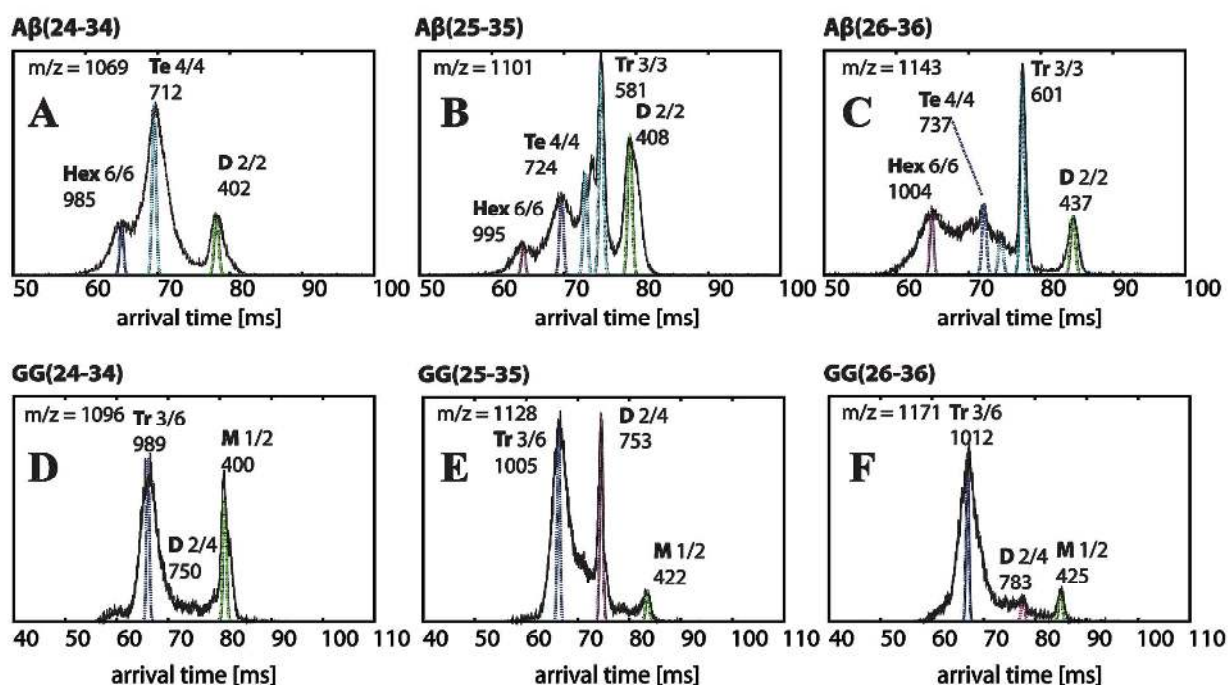 Aβ(24-34)
m/z = 1069
Te 4/4
712
A
Hex 6/6
985
D 2/2
402
50 60 70 80 90 100
arrival time [ms]
Aβ(25-35)
m/z = 1101
Tr 3/3
581
B
D 2/2
408
Te 4/4
724
Hex 6/6
995
50 60 70 80 90 100
arrival time [ms]
Aβ(26-36)
m/z = 1143
Tr 3/3
601
Te 4/4
737
C
Hex 6/6
1004
D 2/2
437
50 60 70 80 90 100
arrival time [ms]
GG(24-34)
m/z = 1096
Tr 3/6
989
M 1/2
400
D
D 2/4
750
40 50 60 70 80 90 100 110
arrival time [ms]
GG(25-35)
m/z = 1128
Tr 3/6
1005
D 2/4
753
E
M 1/2
422
40 50 60 70 80 90 100 110
arrival time [ms]
GG(26-36)
m/z = 1171
Tr 3/6
1012
F
D 2/4
783
M 1/2
425
40 50 60 70 80 90 100 110
arrival time [ms]